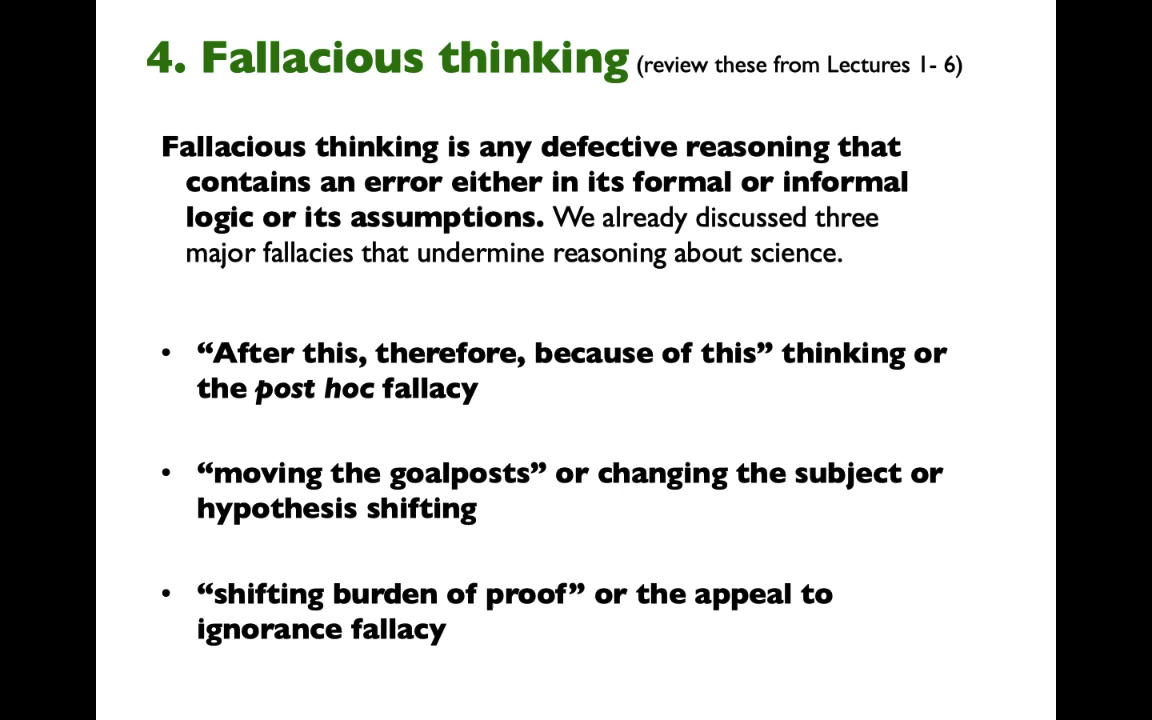 4. Fallacious thinking (review these from Lectures 1- 6)
Fallacious thinking is any defective reasoning that
contains an error either in its formal or informal
logic or its assumptions. We already discussed three
major fallacies that undermine reasoning about science.
• “After this, therefore, because of this” thinking or
the post hoc fallacy
• “moving the goalposts” or changing the subject or
hypothesis shifting
• “shifting burden of proof” or the appeal to
ignorance fallacy